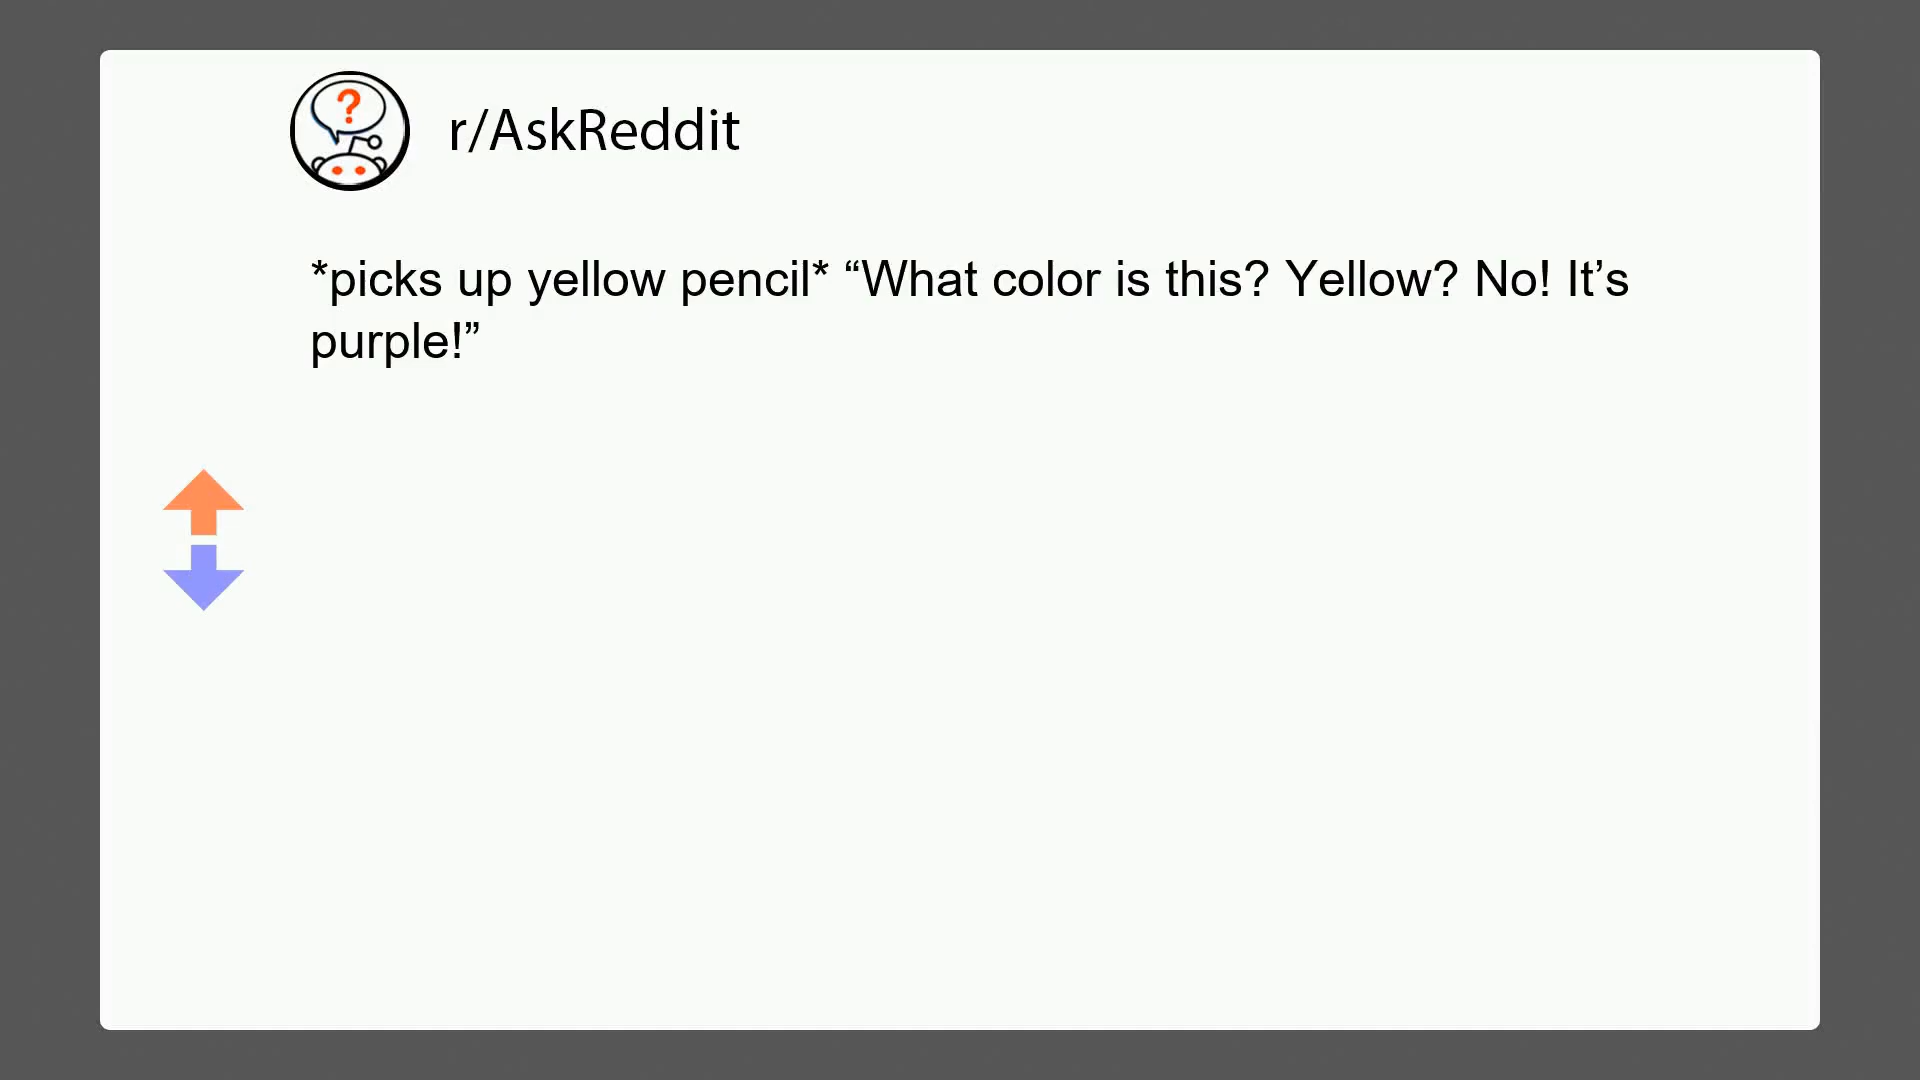 r/AskReddit
*picks up yellow pencil* “What color is this? Yellow? No! It’s
purple!”